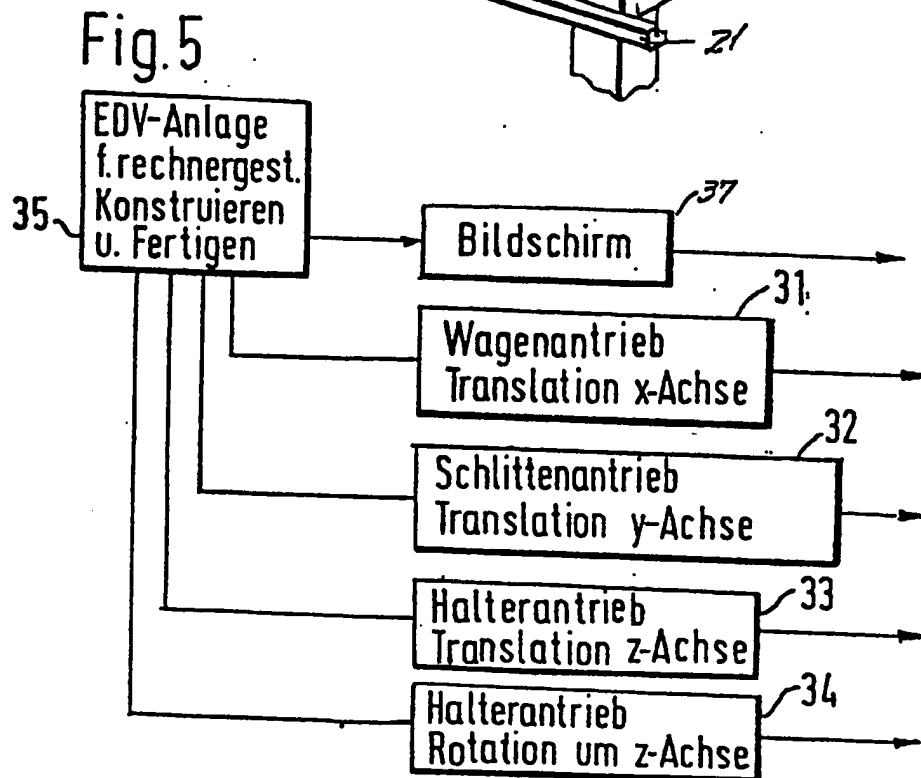 21
Fig. 5
EDV-Anlage
f. rechnergest.
Konstruieren
u. Fertigen
35
Bildschirm
37
Wagenantrieb
Translation x-Achse
31
Schlittenantrieb
Translation y-Achse
32
Halterantrieb
Translation z-Achse
33
Halterantrieb
Rotation um z-Achse
34